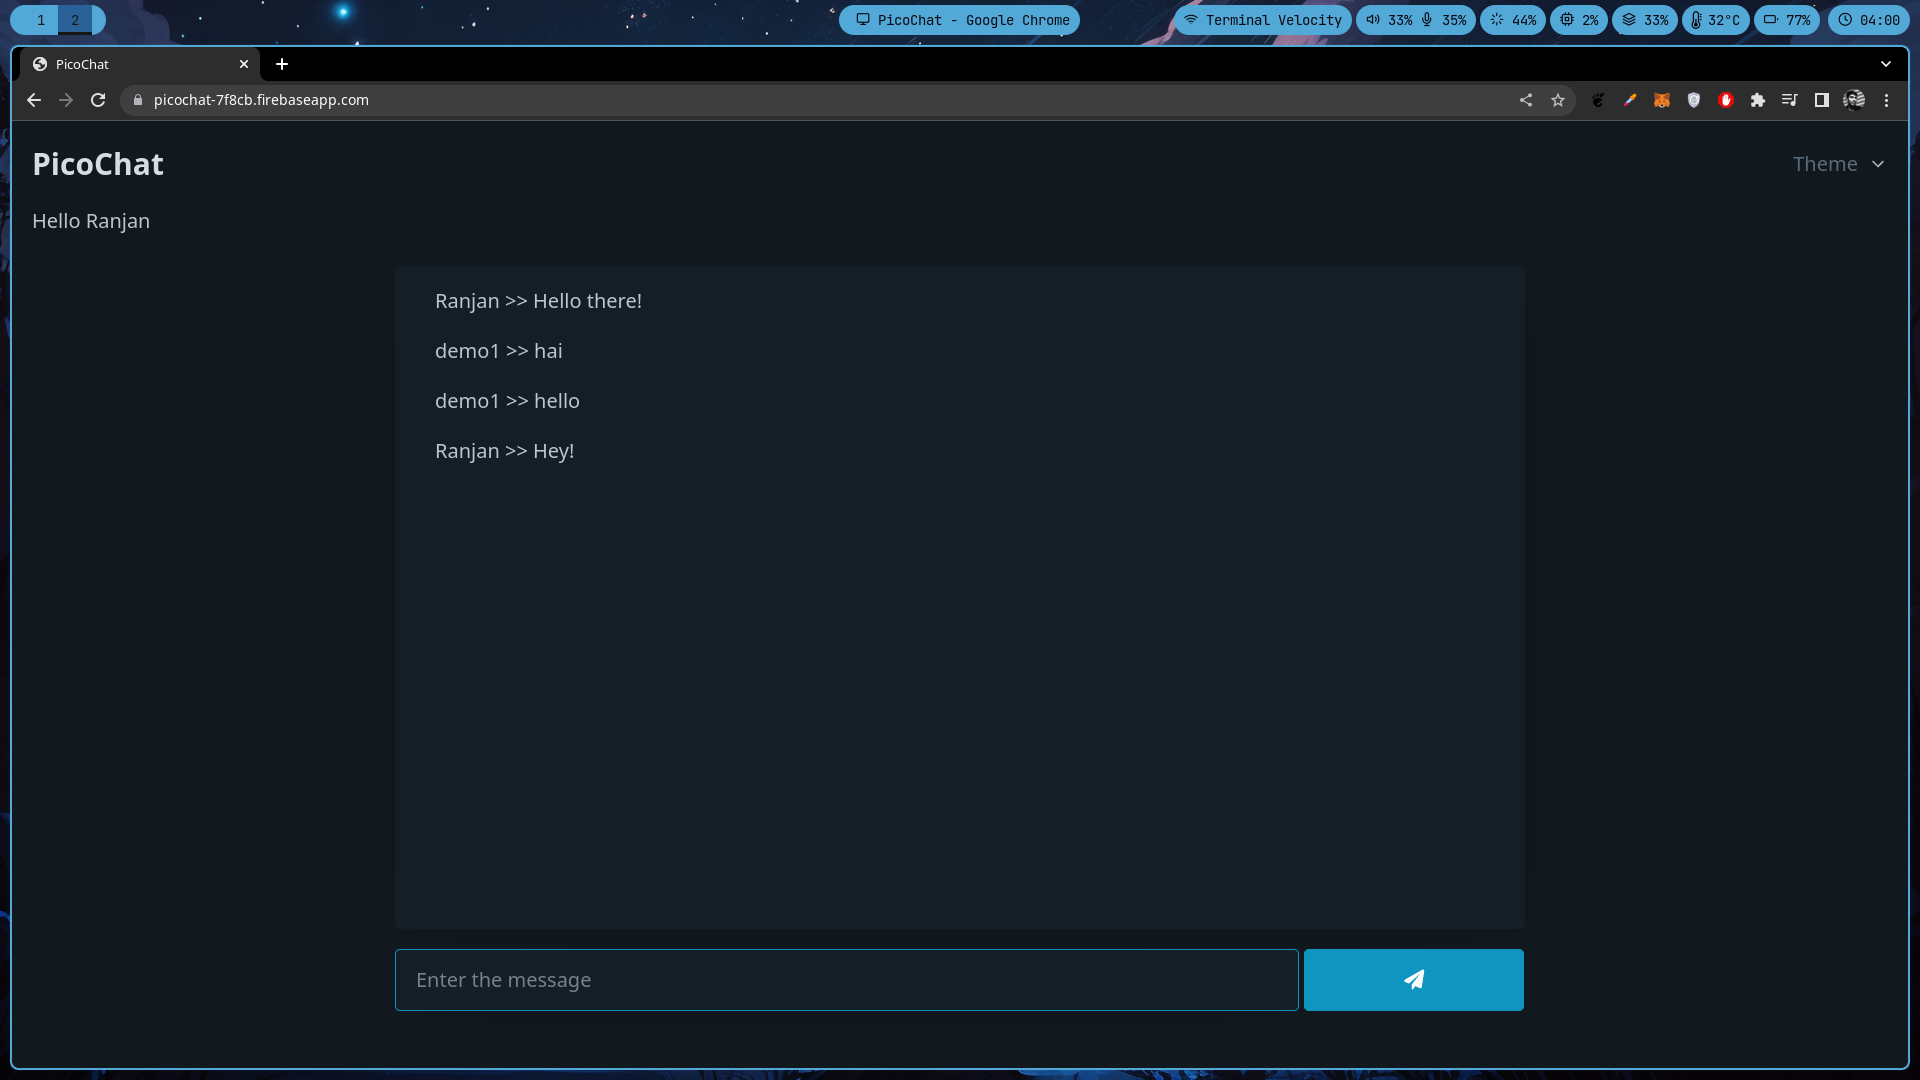 1 2 PicoChat - Google Chrome Terminal Velocity 33% 35% 44% 2% 33% 32°C 77% 04:00
PicoChat
picochat-7f8cb.firebaseapp.com
PicoChat Theme
Hello Ranjan
Ranjan >> Hello there!
demo1 >> hai
demo1 >> hello
Ranjan >> Hey!
Enter the message